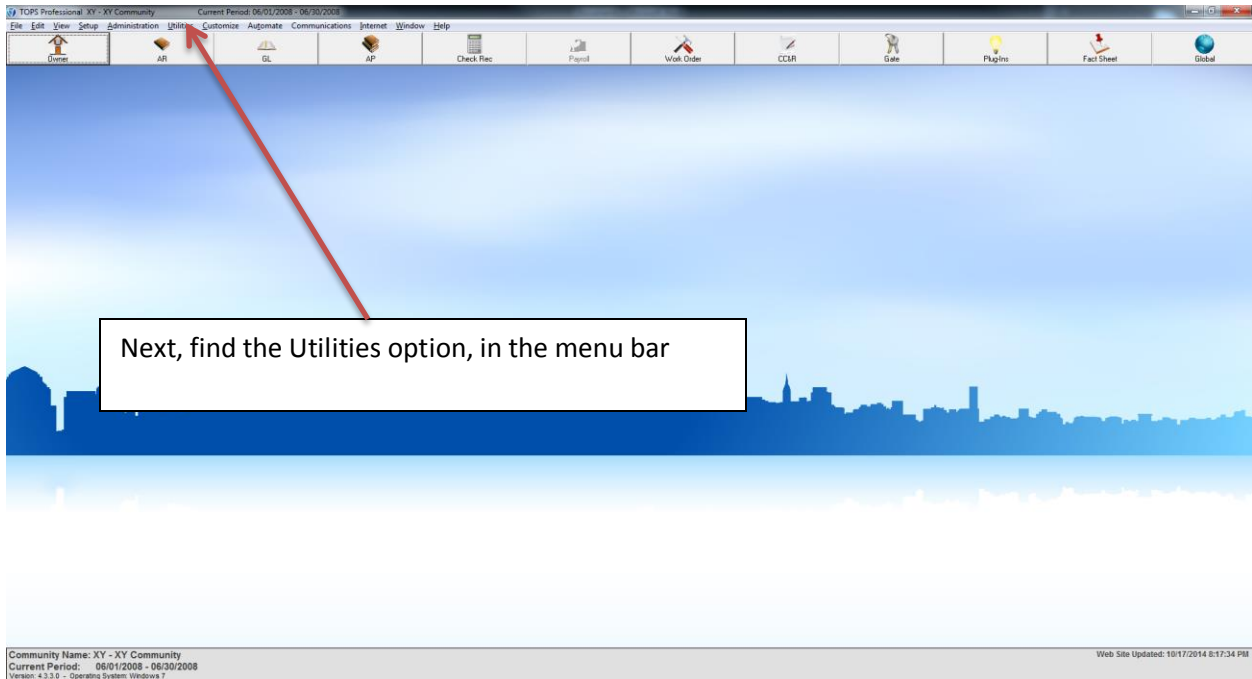 TOPS Professional XY - XY Community Current Period: 06/01/2008 - 06/30/2008
File Edit View Setup Administration Utilities Customize Automate Communications Internet Window Help
Owner AR GL AP Check Rec Payroll Work Order CC&R Gate Plug-Ins Fact Sheet Global
Next, find the Utilities option, in the menu bar
Community Name: XY - XY Community
Web Site Updated: 10/17/2014 8:17:34 PM
Current Period: 06/01/2008 - 06/30/2008
Version: 4.3.3.0 - Operating System: Windows 7